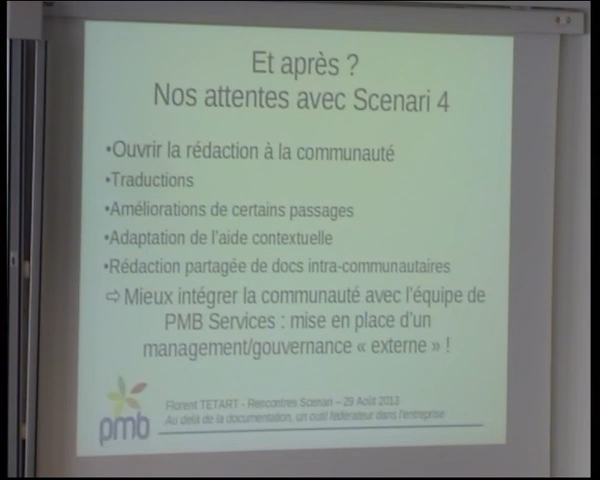 Et après ?
Nos attentes avec Scenari 4
•Ouvrir la rédaction à la communauté
•Traductions
•Améliorations de certains passages
•Adaptation de l'aide contextuelle
•Rédaction partagée de docs intra-communautaires
⇨ Mieux intégrer la communauté avec l'équipe de
PMB Services : mise en place d'un
management/gouvernance « externe » !
pmb
Florent TETART - Rencontres Scenari – 29 Août 2013
Au delà de la documentation, un outil fédérateur dans l'entreprise